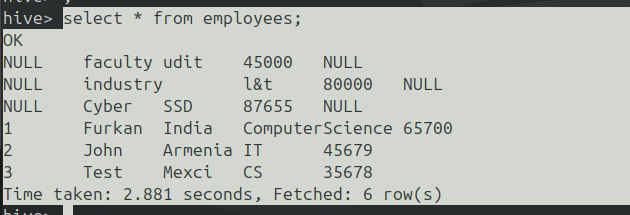 hive> select * from employees;
OK
NULL faculty udit 45000 NULL
NULL industry l&t 80000 NULL
NULL Cyber SSD 87655 NULL
1 Furkan India ComputerScience 65700
2 John Armenia IT 45679
3 Test Mexci CS 35678
Time taken: 2.881 seconds, Fetched: 6 row(s)
hive>